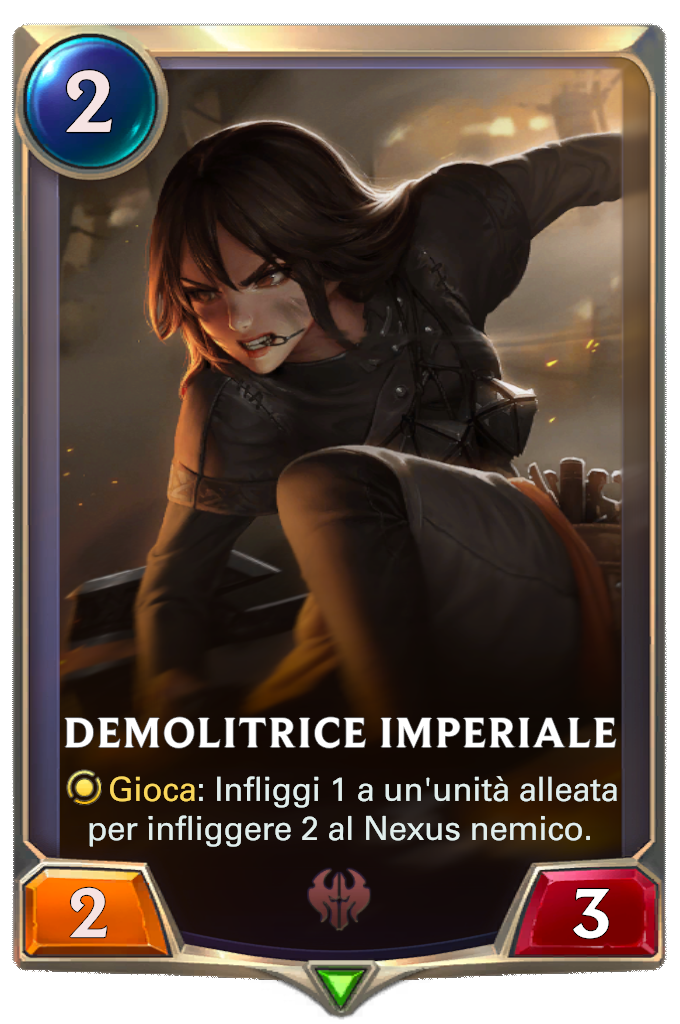 2
DEMOLITRICE IMPERIALE
Gioca: Infliggi 1 a un'unità alleata
per infliggere 2 al Nexus nemico.
2
3